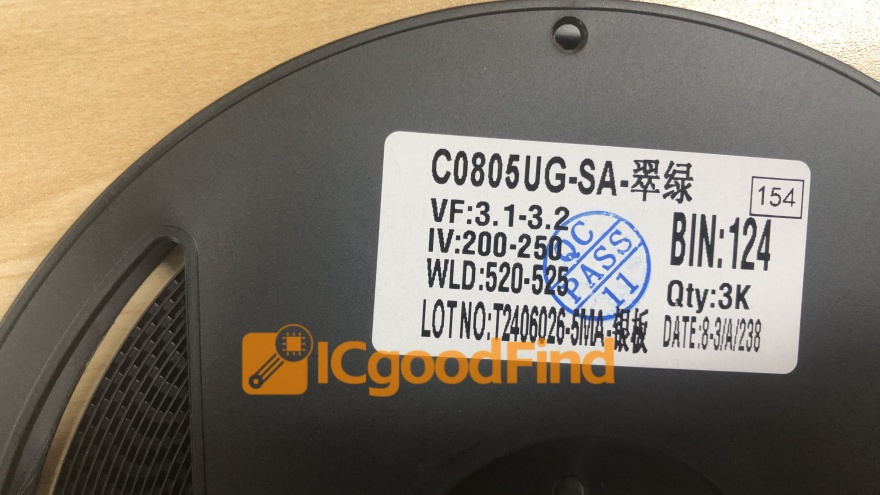 C0805UG-SA-翠绿
154
VF:3.1-3.2
IV:200-250
WLD:520-525
BIN:124
Qty:3K
LOT NO:T2406026-5MA-银板
DATE:8-3/A/238
QC
PASS
11
ICgoodFind